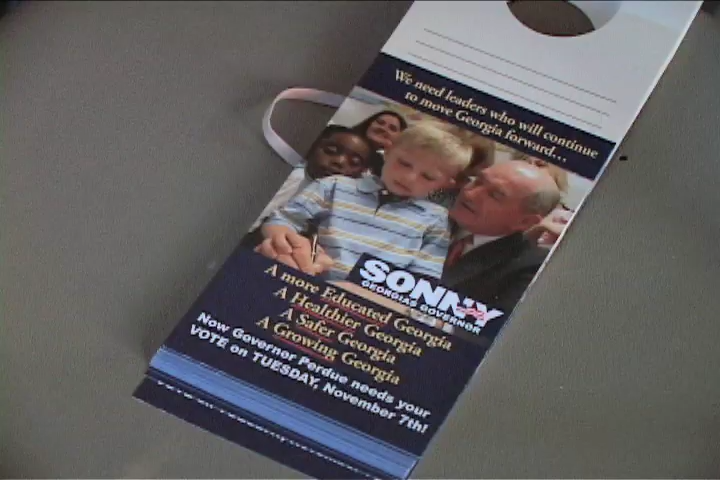 We need leaders who will continue
to move Georgia forward...
SONNY
GEORGIA'S GOVERNOR
A more Educated Georgia
A Healthier Georgia
A Safer Georgia
A Growing Georgia
Now Governor Perdue needs your
VOTE on TUESDAY, November 7th!